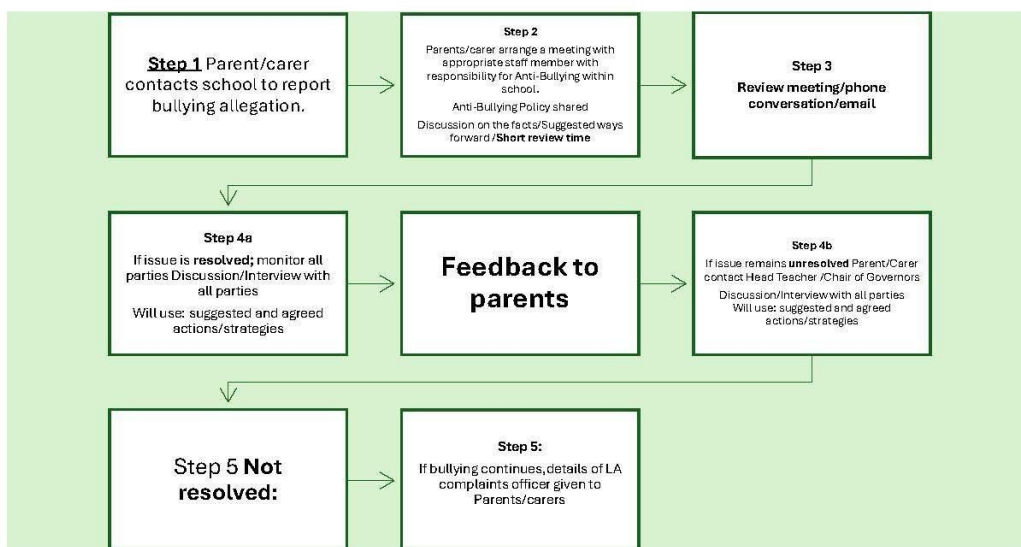 Step 1 Parent/carer
contacts school to report
bullying allegation.
Step 2
Parents/carer arrange a meeting with
appropriate staff member with
responsibility for Anti-Bullying within
school.
Anti-Bullying Policy shared
Discussion on the facts/Suggested ways
forward /Short review time
Step 3
Review meeting/phone
conversation/email
Step 4a
If issue is resolved; monitor all
parties Discussion/Interview with
all parties
Will use: suggested and agreed
actions/strategies
Feedback to
parents
Step 4b
If issue remains unresolved Parent/Carer
contact Head Teacher /Chair of Governors
Discussion/Interview with all parties
Will use: suggested and agreed
actions/strategies
Step 5 Not
resolved:
Step 5:
If bullying continues, details of LA
complaints officer given to
Parents/carers